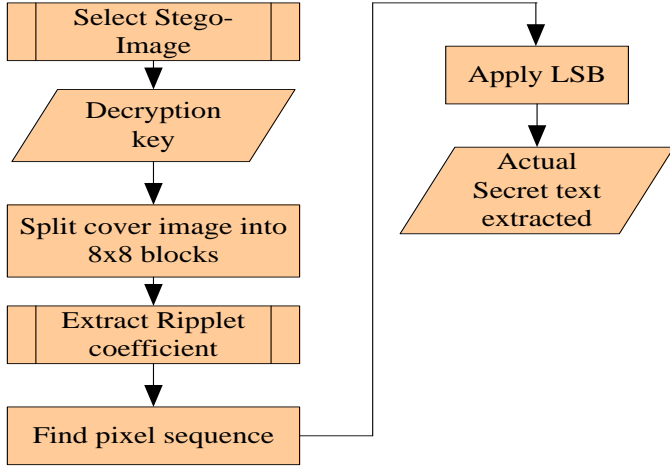 Select Stego-
Image
Decryption
key
Split cover image into
8x8 blocks
Extract Ripplet
coefficient
Find pixel sequence
Apply LSB
Actual
Secret text
extracted